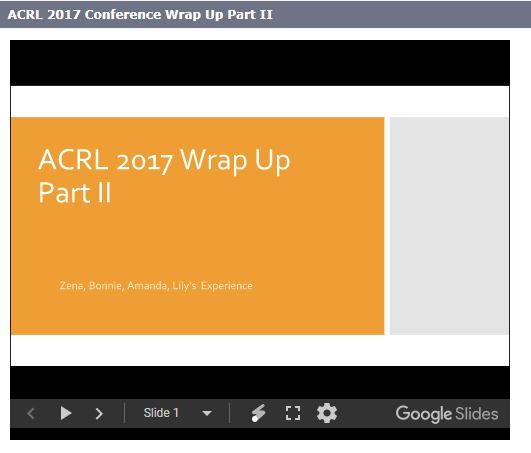 ACRL 2017 Conference Wrap Up Part II
ACRL 2017 Wrap Up
Part II
Zena, Bonnie, Amanda, Lily's Experience
Slide 1
Google Slides